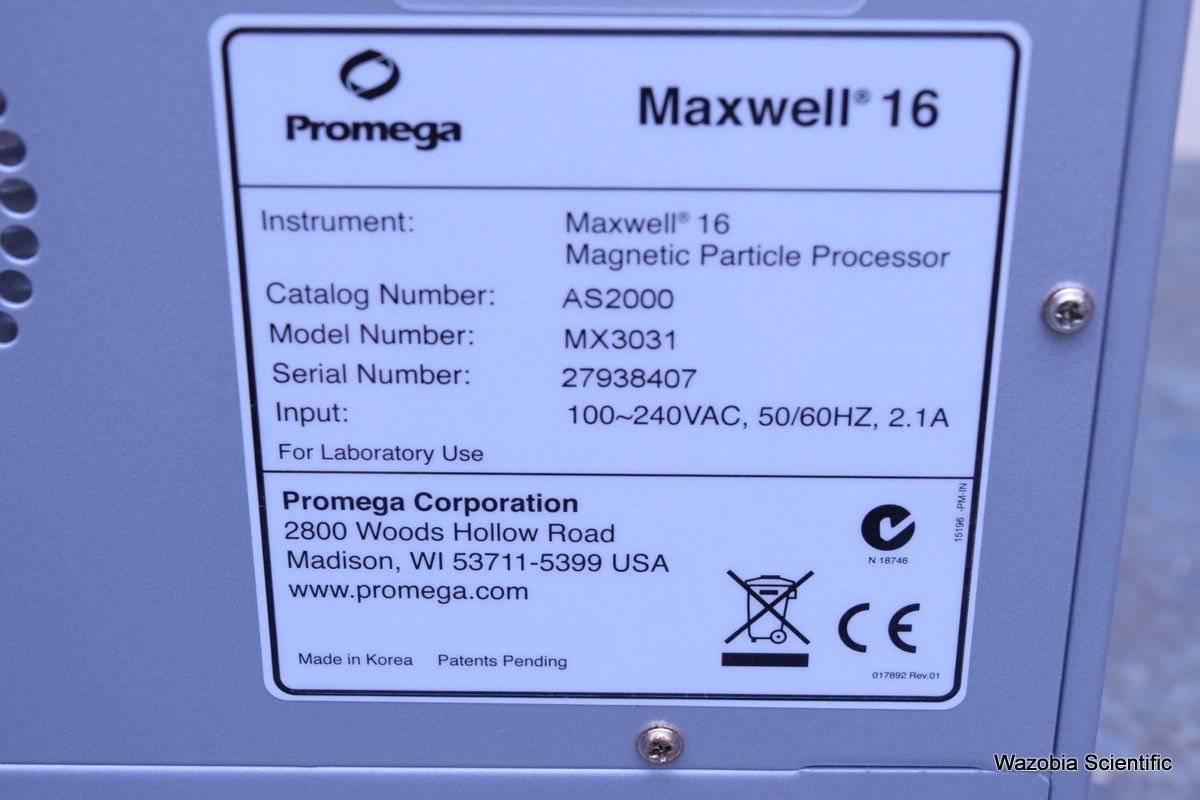 Promega
Maxwell® 16
Instrument: Maxwell® 16
Magnetic Particle Processor
Catalog Number: AS2000
Model Number: MX3031
Serial Number: 27938407
Input: 100~240VAC, 50/60HZ, 2.1A
For Laboratory Use
Promega Corporation
2800 Woods Hollow Road
Madison, WI 53711-5399 USA
www.promega.com
Made in Korea Patents Pending
15196 -PM-IN
N 18746
CE
017892 Rev.01
Wazobia Scientific